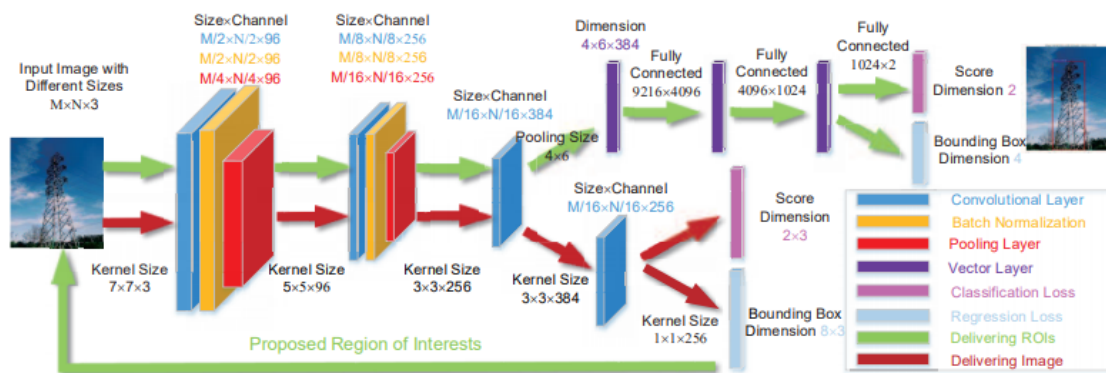 Input Image with
Different Sizes
M×N×3
Size×Channel
M/2×N/2×96
M/2×N/2×96
M/4×N/4×96
Size×Channel
M/8×N/8×256
M/8×N/8×256
M/16×N/16×256
Size×Channel
M/16×N/16×384
Pooling Size
4×6
Dimension
4×6×384
Fully
Connected
9216×4096
Fully
Connected
4096×1024
Fully
Connected
1024×2
Score
Dimension 2
Bounding Box
Dimension 4
Kernel Size
7×7×3
Kernel Size
5×5×96
Kernel Size
3×3×256
Kernel Size
3×3×384
Size×Channel
M/16×N/16×256
Kernel Size
1×1×256
Score
Dimension
2×3
Bounding Box
Dimension 8×3
Proposed Region of Interests
Convolutional Layer
Batch Normalization
Pooling Layer
Vector Layer
Classification Loss
Regression Loss
Delivering ROIs
Delivering Image